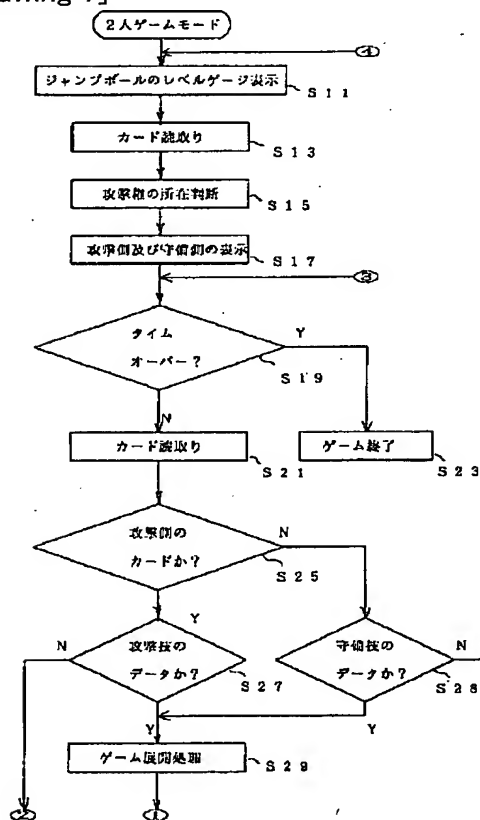 ２人ゲームモード
④
ジャンプボールのレベルゲージ表示
S11
カード読取り
S13
攻撃権の所在判断
S15
攻撃側及び守備側の表示
S17
③
タイム
オーバー？
Y
S19
N
カード読取り
S21
ゲーム終了
S23
攻撃側の
カードか？
N
S25
Y
N
攻撃技の
データか？
S27
守備技の
データか？
N
S28
Y
Y
ゲーム展開処理
S29
②
①